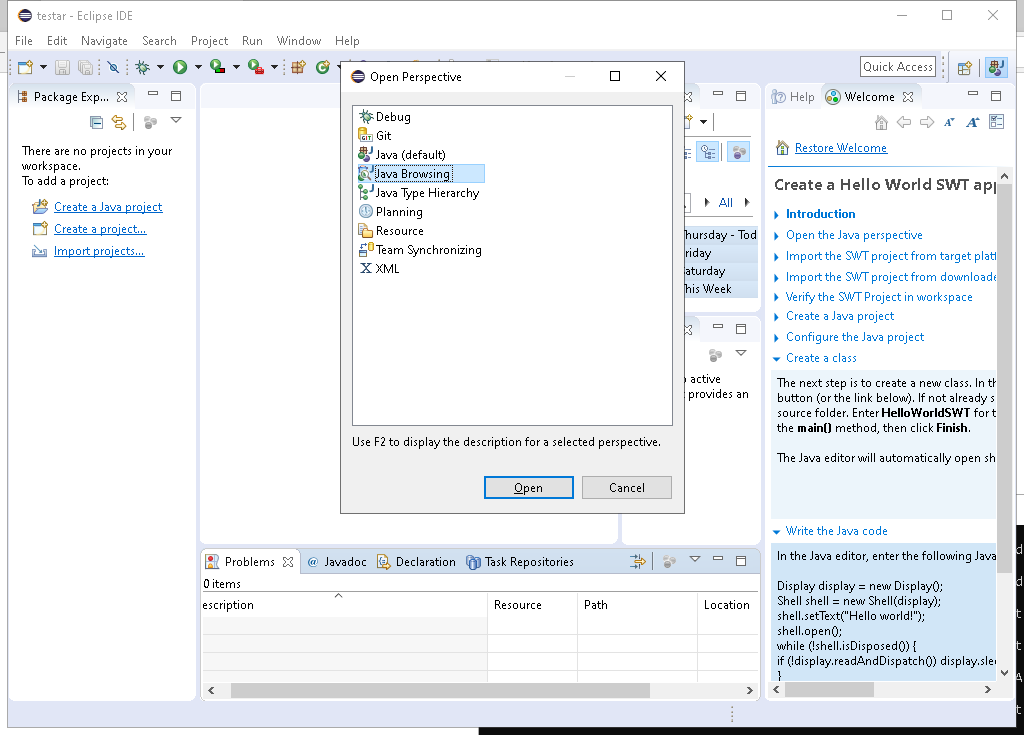 testar - Eclipse IDE
File Edit Navigate Search Project Run Window Help
Quick Access
Package Exp...
There are no projects in your
workspace.
To add a project:
Create a Java project
Create a project...
Import projects...
Open Perspective
Debug
Git
Java (default)
Java Browsing
Java Type Hierarchy
Planning
Resource
Team Synchronizing
XML
Use F2 to display the description for a selected perspective.
Open Cancel
All
hursday - Tod
riday
aturday
his Week
active
provides an
Help Welcome
Restore Welcome
Create a Hello World SWT app
Introduction
Open the Java perspective
Import the SWT project from target platf
Import the SWT project from downloade
Verify the SWT Project in workspace
Create a Java project
Configure the Java project
Create a class
The next step is to create a new class. In th
button (or the link below). If not already s
source folder. Enter HelloWorldSWT for t
the main() method, then click Finish.
The Java editor will automatically open sh
Write the Java code
In the Java editor, enter the following Java
Display display = new Display();
Shell shell = new Shell(display);
shell.setText("Hello world!");
shell.open();
while (!shell.isDisposed()) {
if (!display.readAndDispatch()) display.slee
}
Problems Javadoc Declaration Task Repositories
0 items
escription Resource Path Location